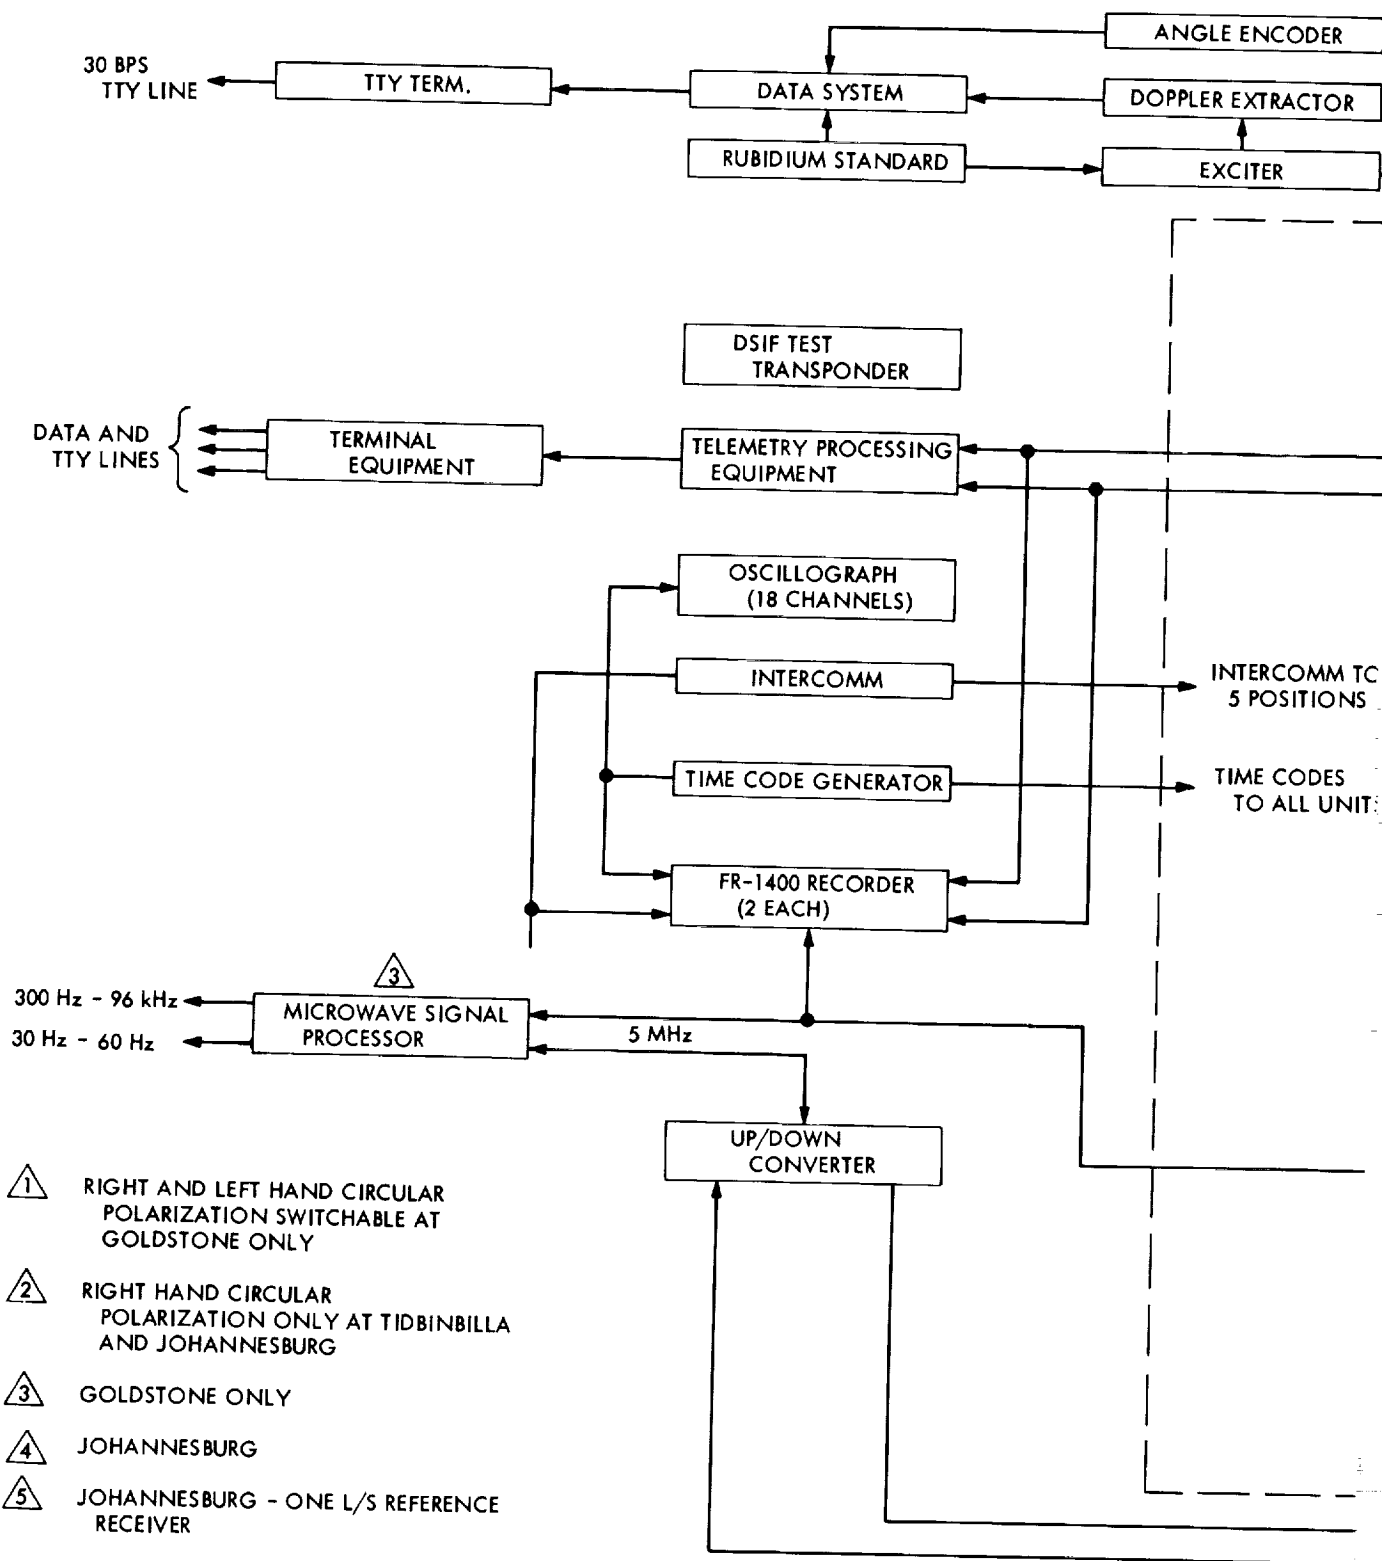 ANGLE ENCODER
30 BPS
TTY LINE
TTY TERM.
DATA SYSTEM
DOPPLER EXTRACTOR
RUBIDIUM STANDARD
EXCITER
DSIF TEST
TRANSPONDER
DATA AND
TTY LINES
TERMINAL
EQUIPMENT
TELEMETRY PROCESSING
EQUIPMENT
OSCILLOGRAPH
(18 CHANNELS)
INTERCOMM
INTERCOMM TC
5 POSITIONS
TIME CODE GENERATOR
TIME CODES
TO ALL UNIT
FR-1400 RECORDER
(2 EACH)
3
300 Hz - 96 kHz
30 Hz - 60 Hz
MICROWAVE SIGNAL
PROCESSOR
5 MHz
UP/DOWN
CONVERTER
1 RIGHT AND LEFT HAND CIRCULAR
POLARIZATION SWITCHABLE AT
GOLDSTONE ONLY
2 RIGHT HAND CIRCULAR
POLARIZATION ONLY AT TIDBINBILLA
AND JOHANNESBURG
3 GOLDSTONE ONLY
4 JOHANNESBURG
5 JOHANNESBURG - ONE L/S REFERENCE
RECEIVER